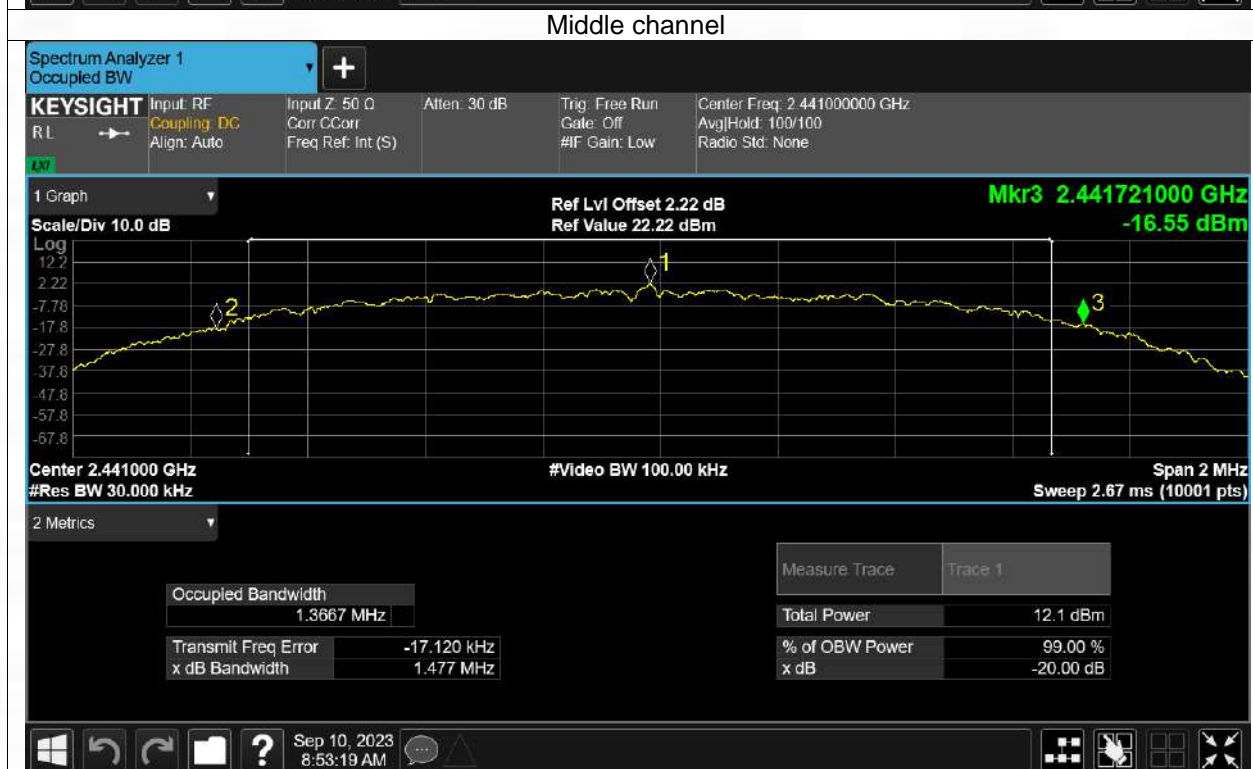 Middle channel
Spectrum Analyzer 1
Occupied BW
KEYSIGHT
RL
LXI
Input: RF
Coupling: DC
Align: Auto
Input Z: 50 Ω
Corr CCorr
Freq Ref: Int (S)
Atten: 30 dB
Trig: Free Run
Gate: Off
#IF Gain: Low
Center Freq: 2.441000000 GHz
Avg|Hold: 100/100
Radio Std: None
1 Graph
Scale/Div 10.0 dB
Ref Lvl Offset 2.22 dB
Ref Value 22.22 dBm
Mkr3 2.441721000 GHz
-16.55 dBm
Log
12.2
2.22
-7.78
-17.8
-27.8
-37.8
-47.8
-57.8
-67.8
1
2
3
Center 2.441000 GHz
#Video BW 100.00 kHz
Span 2 MHz
#Res BW 30.000 kHz
Sweep 2.67 ms (10001 pts)
2 Metrics
Measure Trace Trace 1
Occupied Bandwidth
1.3667 MHz
Total Power 12.1 dBm
Transmit Freq Error -17.120 kHz
% of OBW Power 99.00 %
x dB Bandwidth 1.477 MHz
x dB -20.00 dB
?
Sep 10, 2023
8:53:19 AM